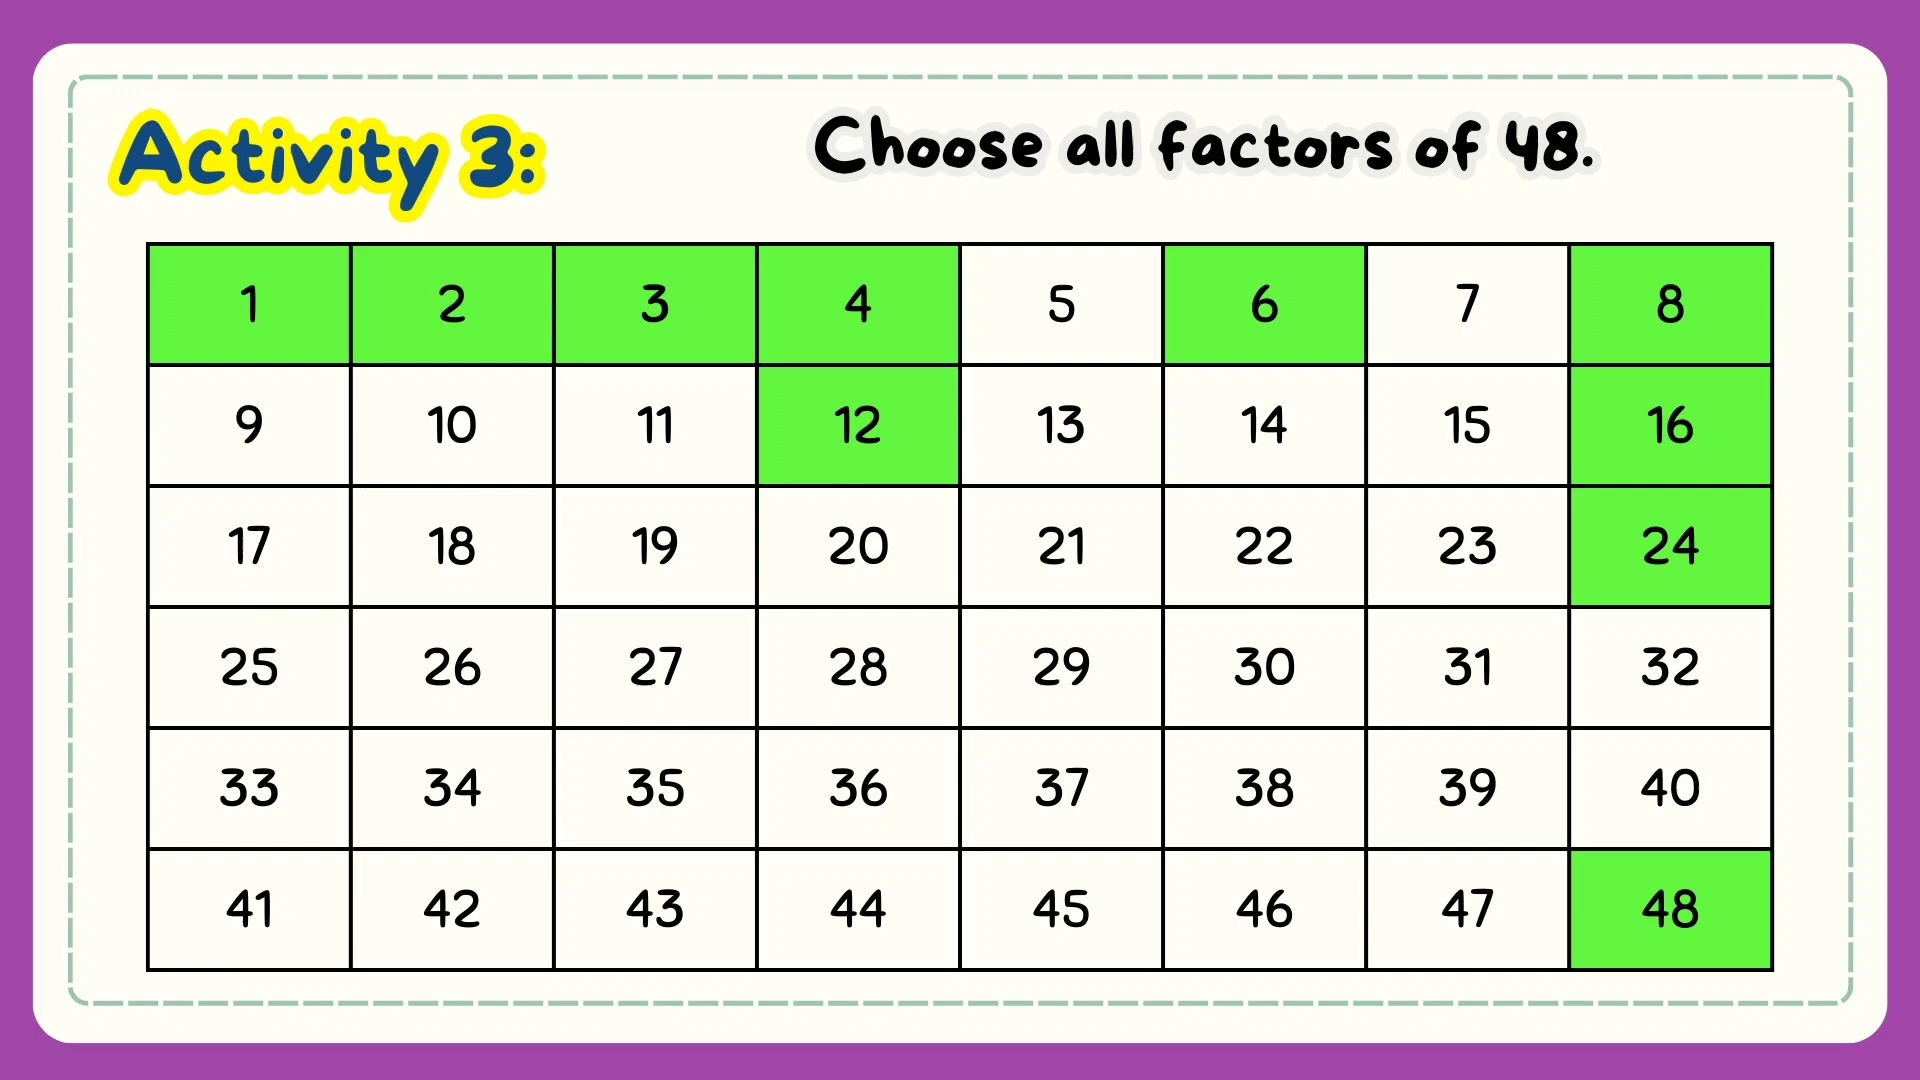 Activity 3:
Choose all factors of 48.
1 2 3 4 5 6 7 8
9 10 11 12 13 14 15 16
17 18 19 20 21 22 23 24
25 26 27 28 29 30 31 32
33 34 35 36 37 38 39 40
41 42 43 44 45 46 47 48